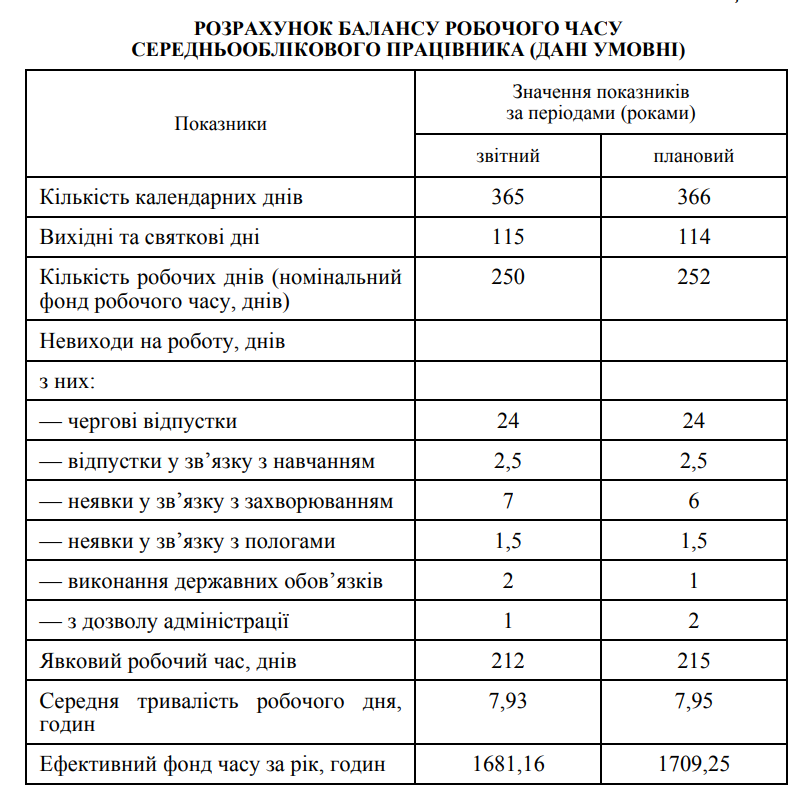 РОЗРАХУНОК БАЛАНСУ РОБОЧОГО ЧАСУ
СЕРЕДНЬООБЛІКОВОГО ПРАЦІВНИКА (ДАНІ УМОВНІ)
Показники
Значення показників
за періодами (роками)
звітний плановий
Кількість календарних днів 365 366
Вихідні та святкові дні 115 114
Кількість робочих днів (номінальний 250 252
фонд робочого часу, днів)
Невиходи на роботу, днів
з них:
— чергові відпустки 24 24
— відпустки у зв’язку з навчанням 2,5 2,5
— неявки у зв’язку з захворюванням 7 6
— неявки у зв’язку з пологами 1,5 1,5
— виконання державних обов’язків 2 1
— з дозволу адміністрації 1 2
Явковий робочий час, днів 212 215
Середня тривалість робочого дня, 7,93 7,95
годин
Ефективний фонд часу за рік, годин 1681,16 1709,25